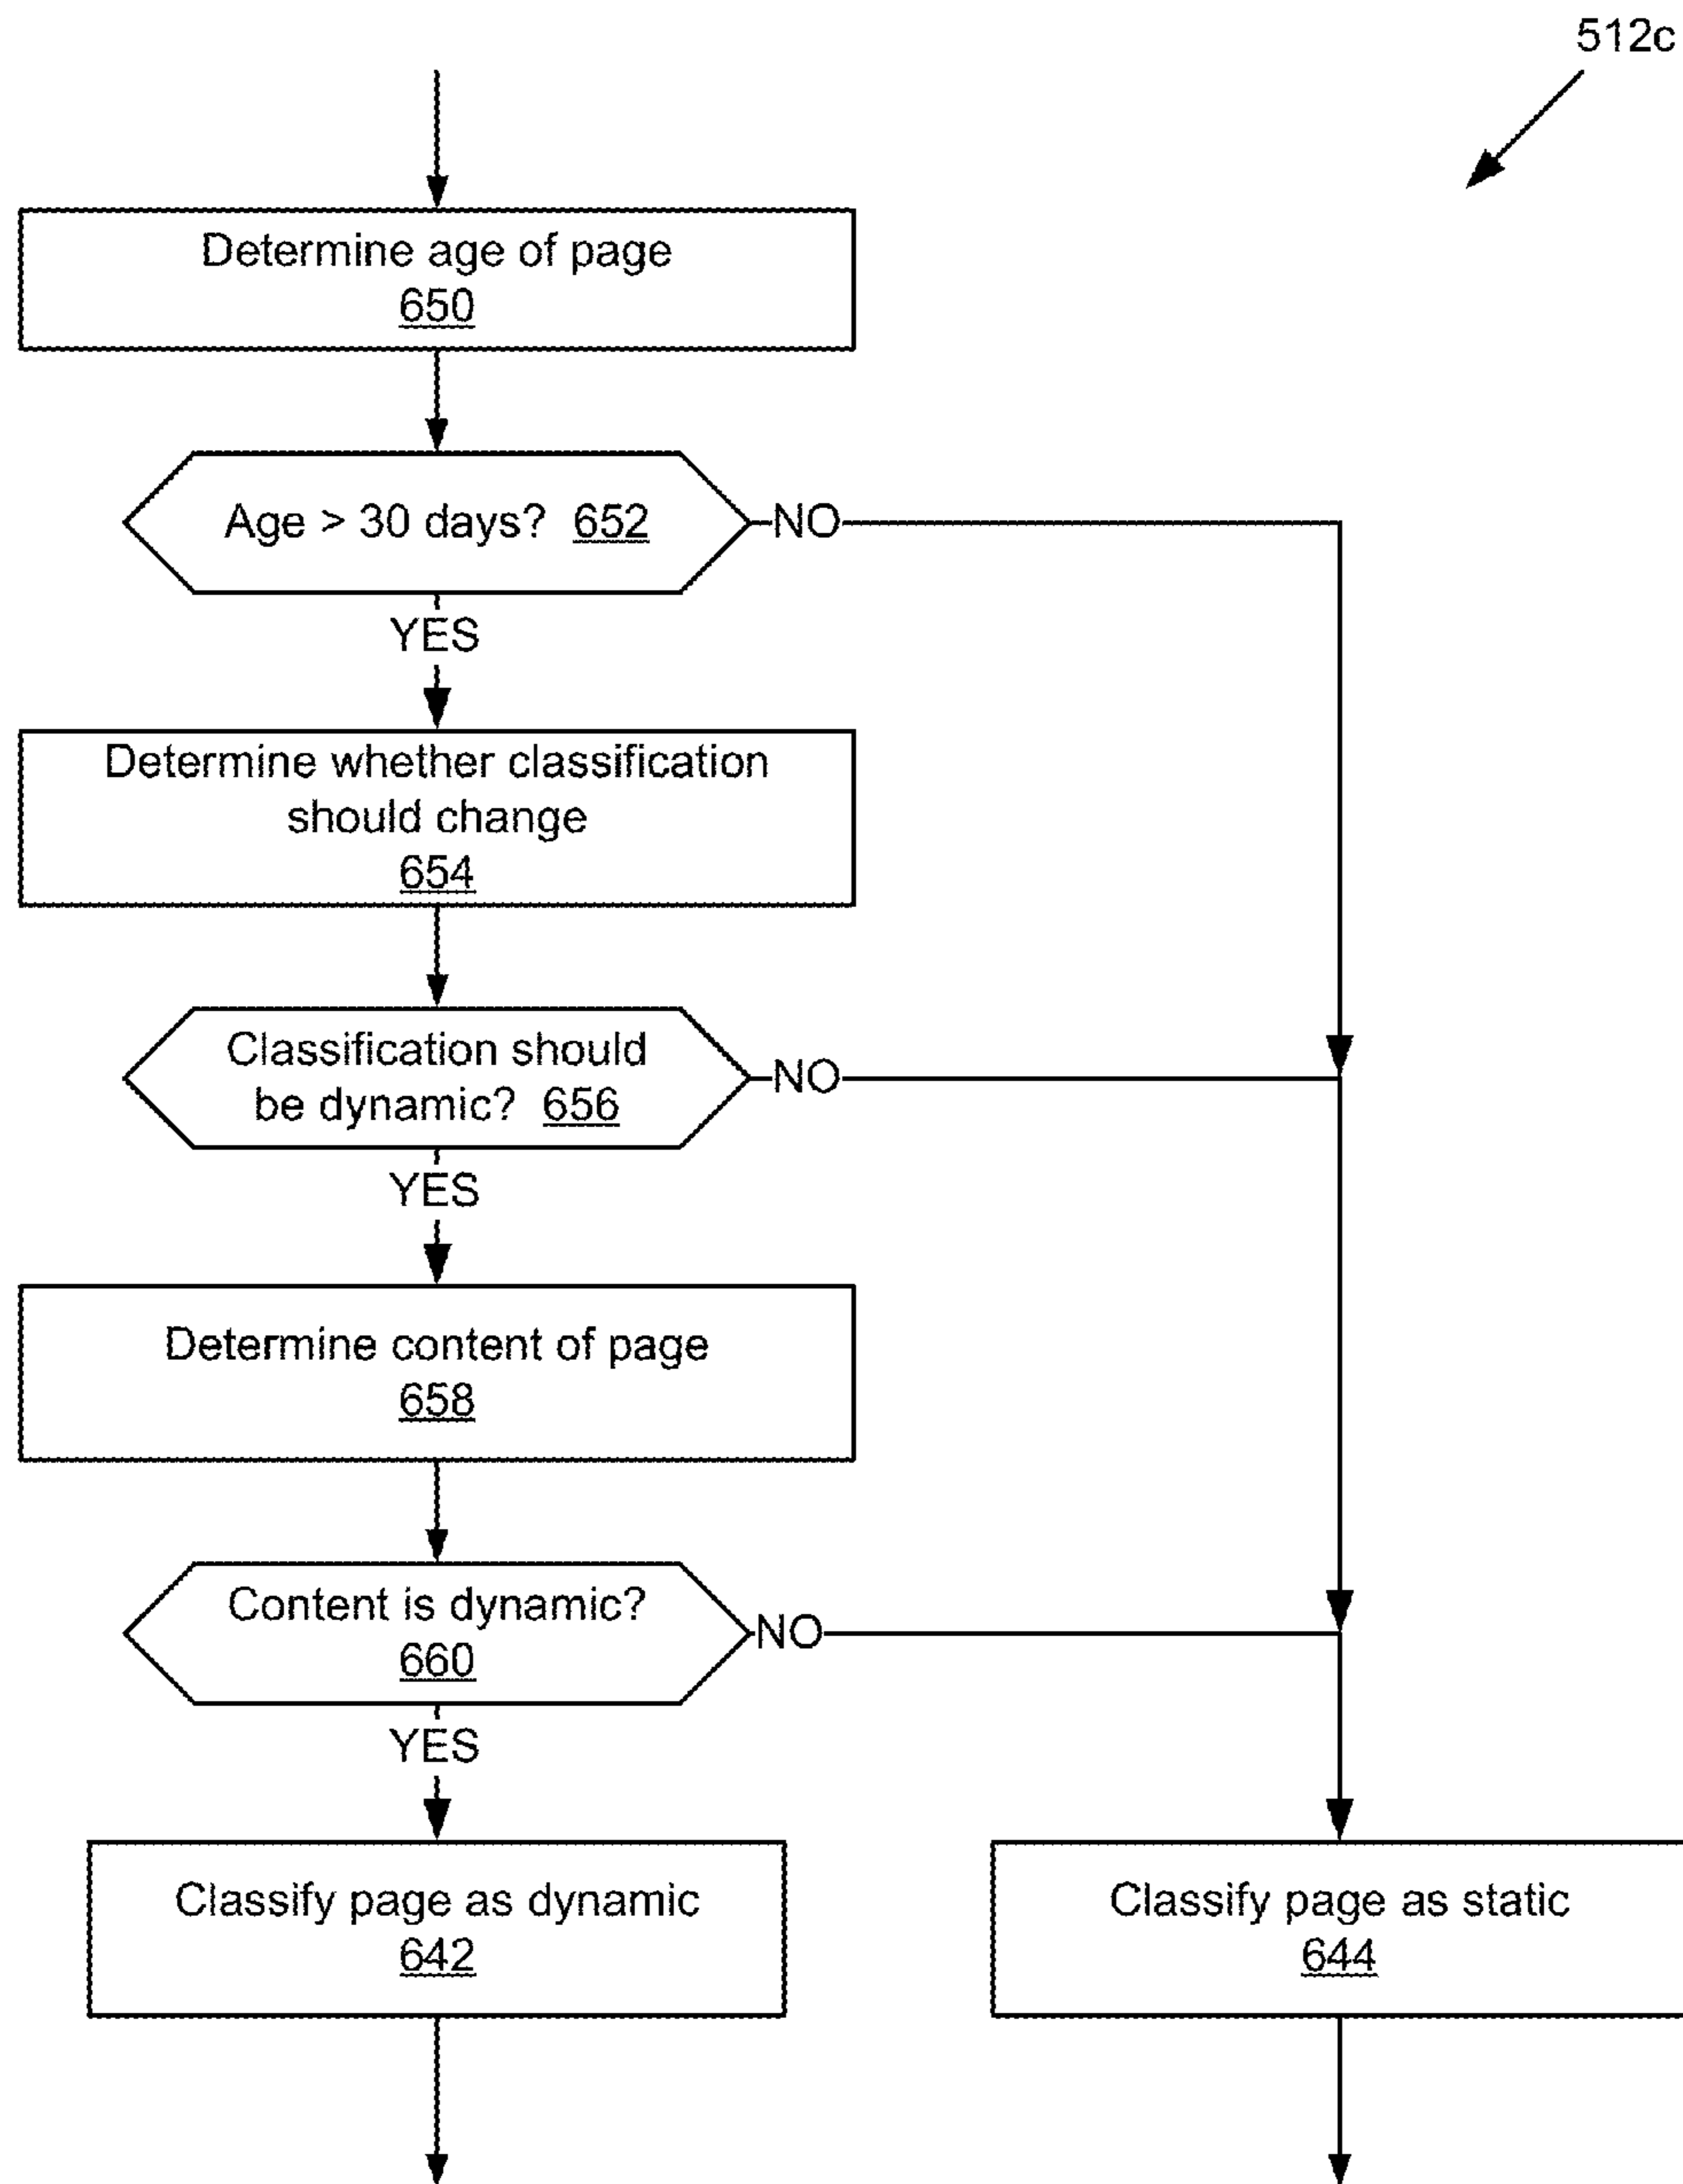 512c
Determine age of page
650
Age > 30 days? 652
NO
YES
Determine whether classification
should change
654
Classification should
be dynamic? 656
NO
YES
Determine content of page
658
Content is dynamic?
660
NO
YES
Classify page as dynamic
642
Classify page as static
644